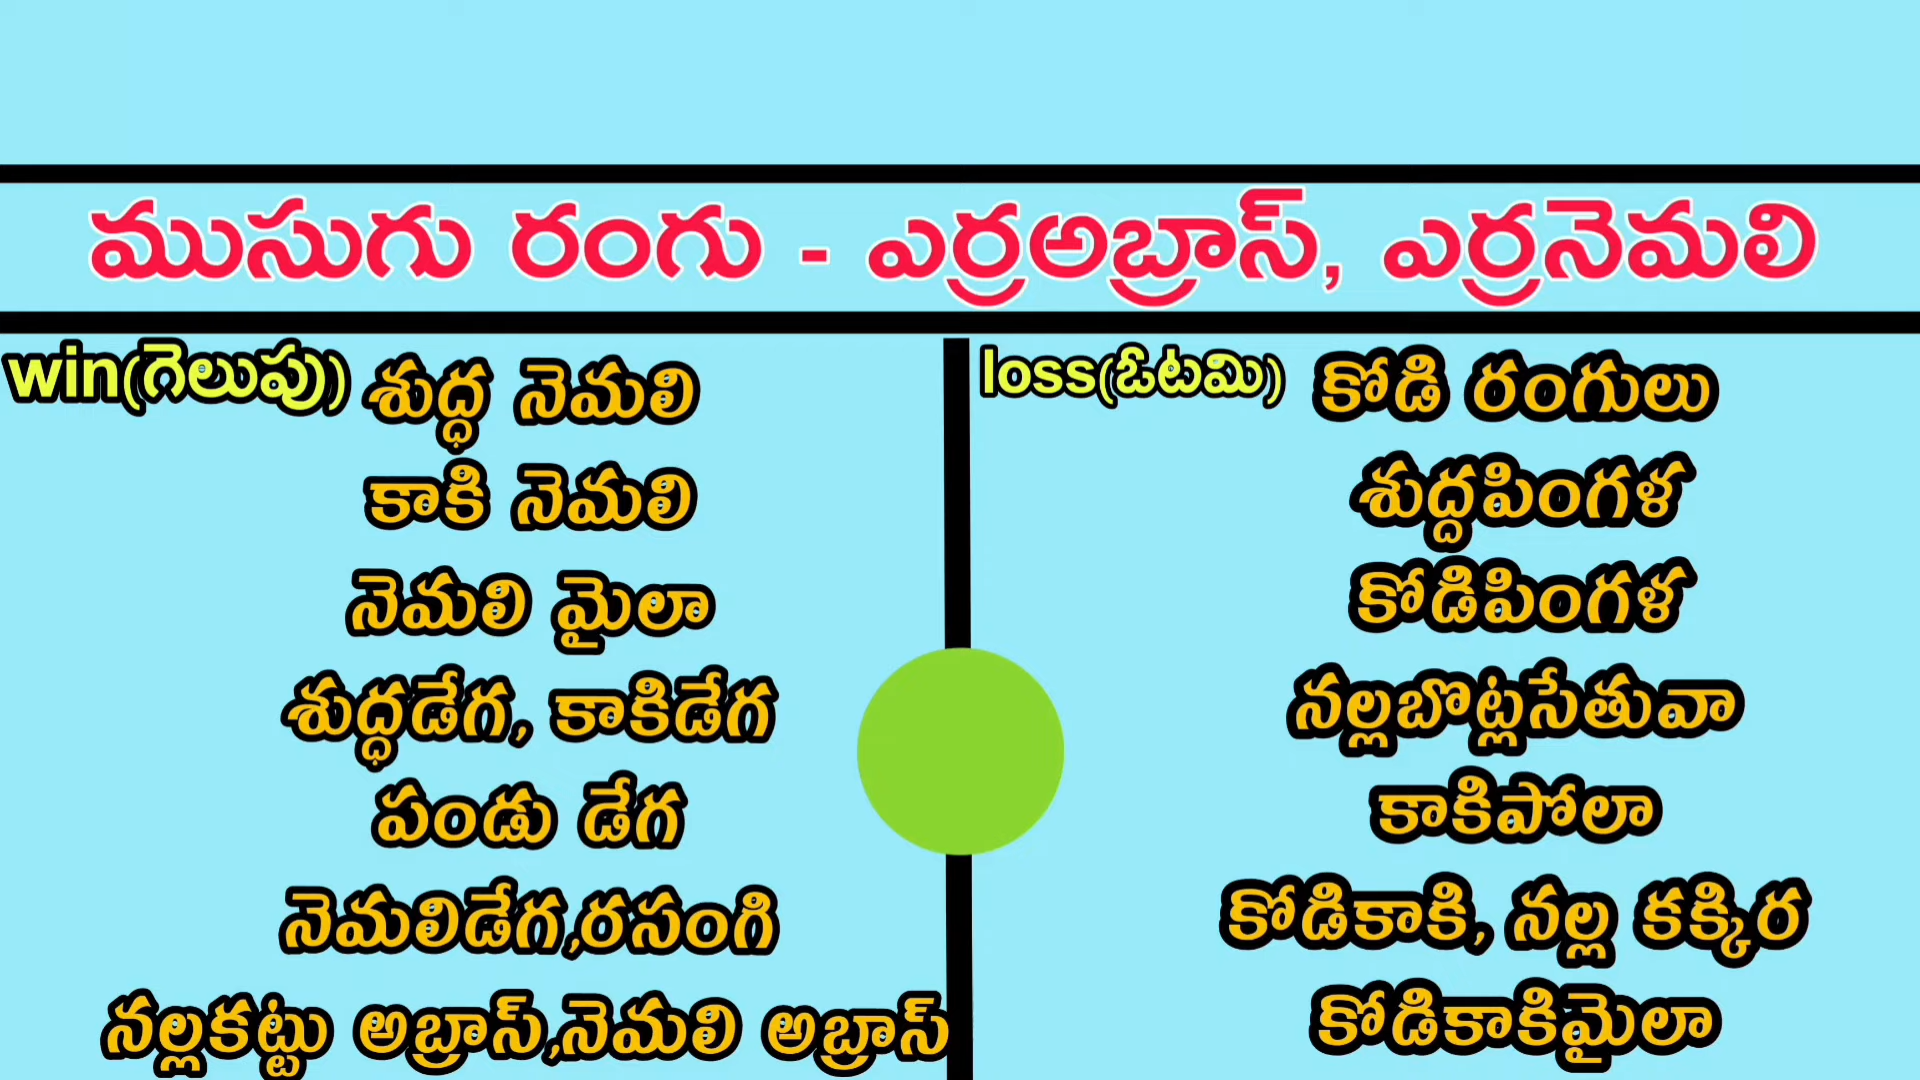 ముసుగు రంగు - ఎర్రఅబ్రాస్, ఎర్రనెమలి
win(గెలుపు)
శుద్ధ నెమలి
కాకి నెమలి
నెమలి మైలా
శుద్ధడేగ, కాకిడేగ
పండు డేగ
నెమలిడేగ,రసంగి
నల్లకట్టు అబ్రాస్,నెమలి అబ్రాస్
loss(ఓటమి)
కోడి రంగులు
శుద్దపింగళ
కోడిపింగళ
నల్లబొట్లసేతువా
కాకిపోలా
కోడికాకి, నల్ల కక్కిర
కోడికాకిమైలా